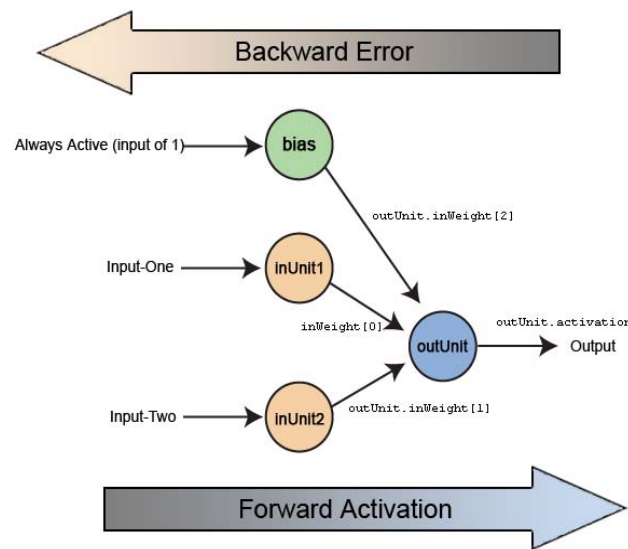 Backward Error
Always Active (input of 1)
bias
outUnit.inWeight[2]
Input-One
inUnit1
inWeight[0]
outUnit.activation
outUnit
Output
Input-Two
inUnit2
outUnit.inWeight[1]
Forward Activation